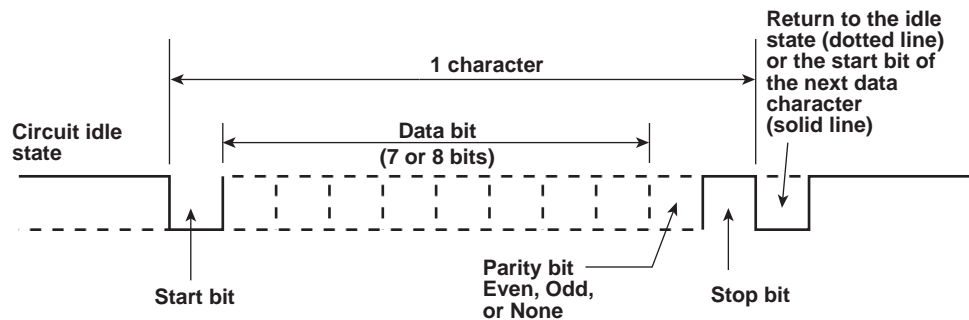 Return to the idle
state (dotted line)
or the start bit of
the next data
character
(solid line)
1 character
Circuit idle
state
Data bit
(7 or 8 bits)
Start bit
Parity bit
Even, Odd,
or None
Stop bit